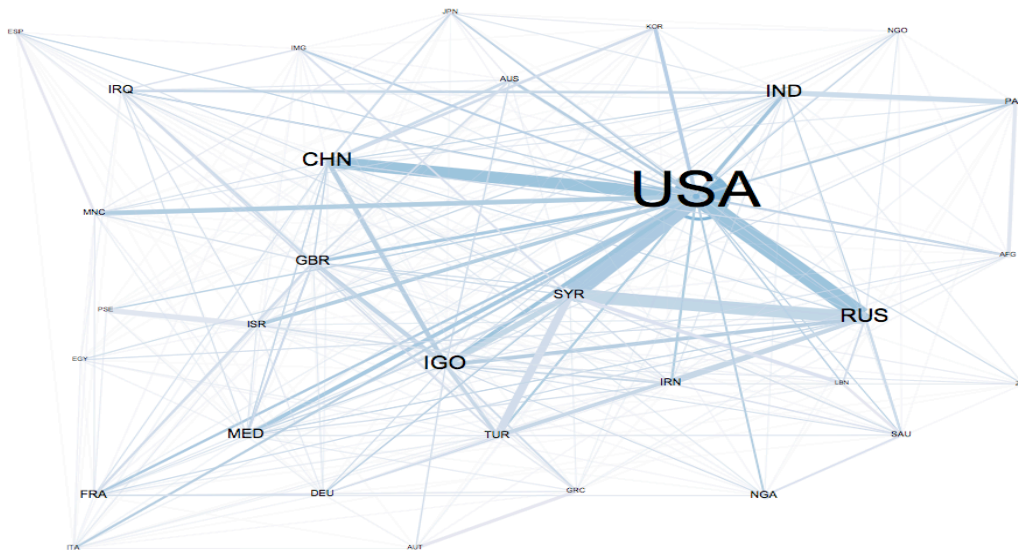 JPN
ESP
KOR
NGO
IMG
AUS
IRQ
IND
PA
CHN
USA
MNC
GBR
AFG
SYR
PSE
RUS
ISR
EGY
IGO
IRN
LBN
MED
TUR
SAU
FRA
DEU
GRC
NGA
ITA
AUT